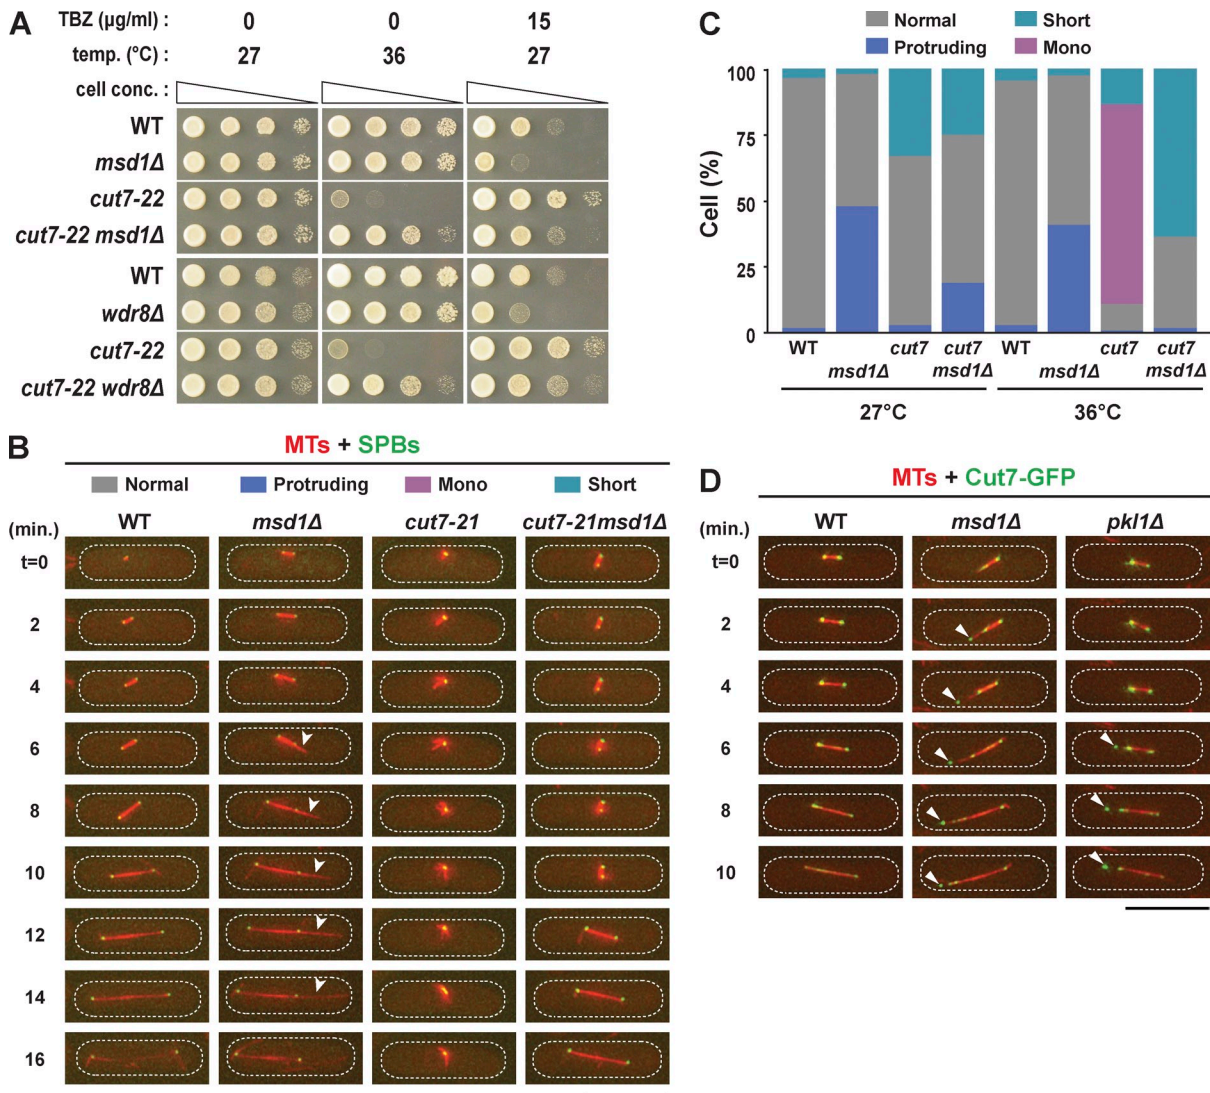 A
TBZ (µg/ml) : 0 0 15
temp. (°C) : 27 36 27
cell conc. :
WT
msd1Δ
cut7-22
cut7-22 msd1Δ
WT
wdr8Δ
cut7-22
cut7-22 wdr8Δ
B
MTs + SPBs
Normal Protruding Mono Short
(min.) WT msd1Δ cut7-21 cut7-21msd1Δ
t=0
2
4
6
8
10
12
14
16
C
Normal Short
Protruding Mono
Cell (%)
100
75
50
25
0
WT msd1Δ cut7 cut7 msd1Δ WT msd1Δ cut7 cut7 msd1Δ
27°C 36°C
D
MTs + Cut7-GFP
(min.) WT msd1Δ pkl1Δ
t=0
2
4
6
8
10